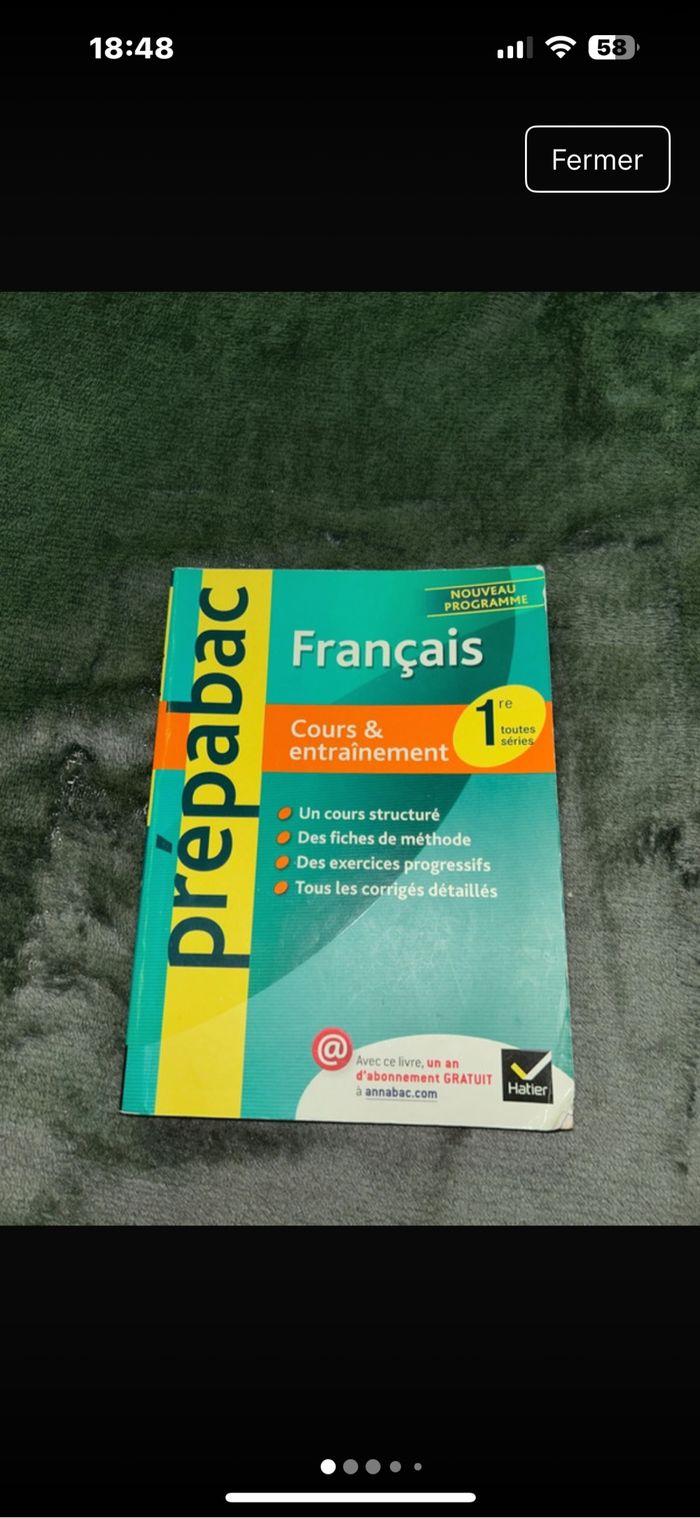 18:48
58
Fermer
NOUVEAU
PROGRAMME
Français
prépabac
Cours &
entraînement
1re
toutes
séries
Un cours structuré
Des fiches de méthode
Des exercices progressifs
Tous les corrigés détaillés
@
Avec ce livre, un an
d'abonnement GRATUIT
à annabac.com
Hatier